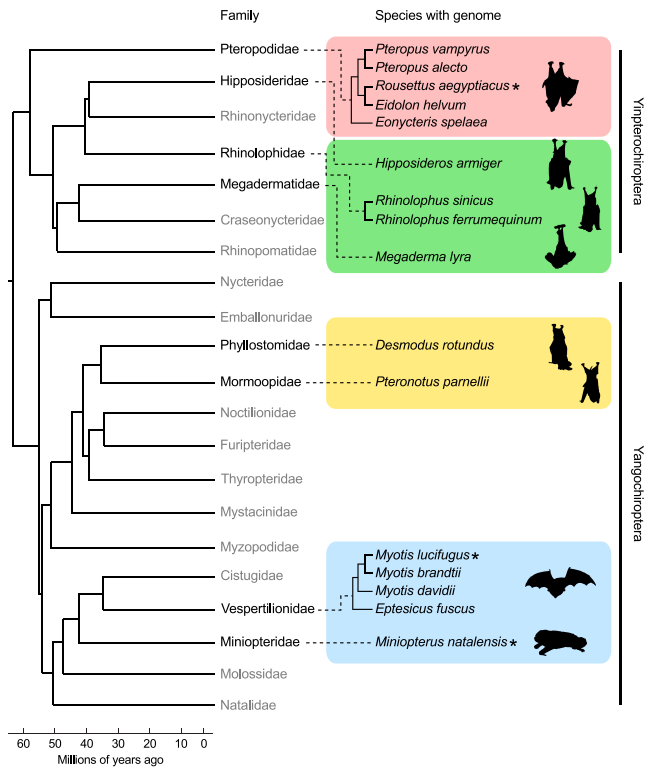 Family Species with genome
Pteropodidae Pteropus vampyrus
Pteropus alecto
Hipposideridae Rousettus aegyptiacus *
Eidolon helvum
Rhinonycteridae Eonycteris spelaea
Rhinolophidae Hipposideros armiger
Megadermatidae Rhinolophus sinicus
Craseonycteridae Rhinolophus ferrumequinum
Rhinopomatidae Megaderma lyra
Yinpterochiroptera
Nycteridae
Emballonuridae
Phyllostomidae Desmodus rotundus
Mormoopidae Pteronotus parnellii
Noctilionidae
Furipteridae
Thyropteridae
Mystacinidae
Myzopodidae Myotis lucifugus *
Cistugidae Myotis brandtii
Myotis davidii
Vespertilionidae Eptesicus fuscus
Miniopteridae Miniopterus natalensis *
Molossidae
Natalidae
Yangochiroptera
60 50 40 30 20 10 0
Millions of years ago